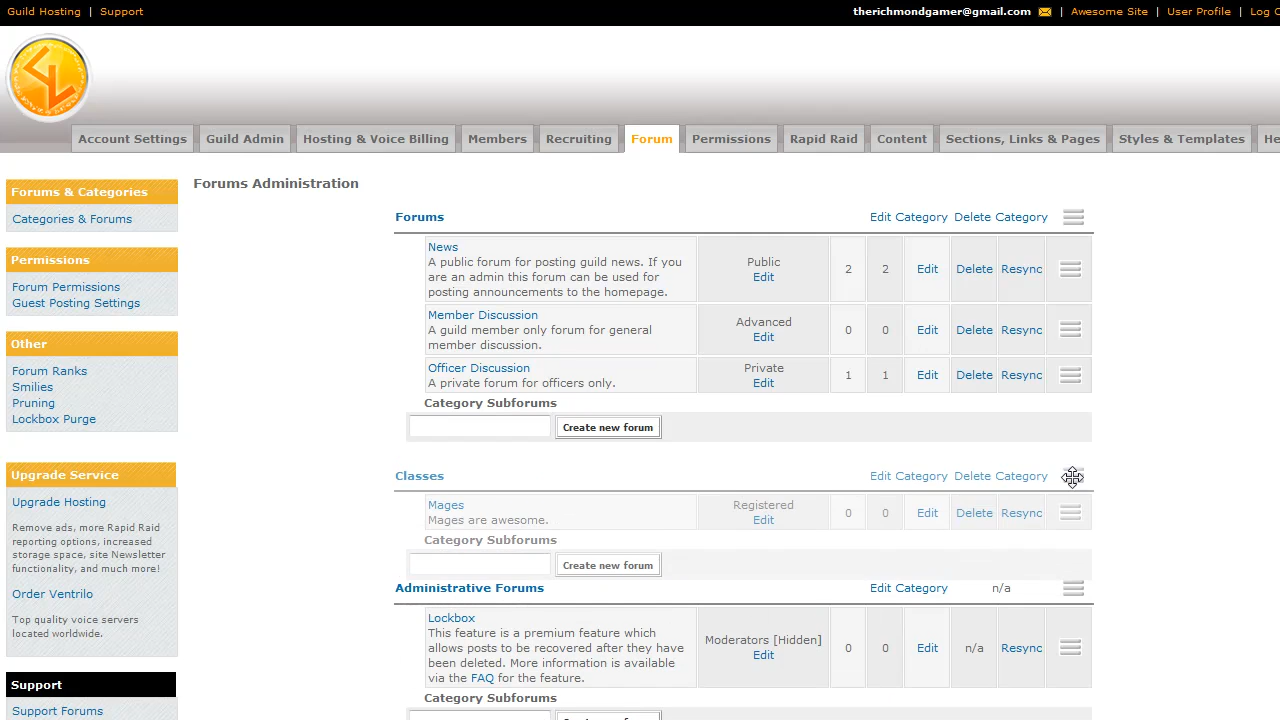 Guild Hosting | Support
therichmondgamer@gmail.com | Awesome Site | User Profile | Log
Account Settings Guild Admin Hosting & Voice Billing Members Recruiting Forum Permissions Rapid Raid Content Sections, Links & Pages Styles & Templates He
Forums & Categories
Categories & Forums
Permissions
Forum Permissions
Guest Posting Settings
Other
Forum Ranks
Smilies
Pruning
Lockbox Purge
Upgrade Service
Upgrade Hosting
Remove ads, more Rapid Raid
reporting options, increased
storage space, site Newsletter
functionality, and much more!
Order Ventrilo
Top quality voice servers
located worldwide.
Support
Support Forums
Forums Administration
Forums Edit Category Delete Category
News
A public forum for posting guild news. If you
are an admin this forum can be used for
posting announcements to the homepage.
Public
Edit
2 2 Edit Delete Resync
Member Discussion
A guild member only forum for general
member discussion.
Advanced
Edit
0 0 Edit Delete Resync
Officer Discussion
A private forum for officers only.
Private
Edit
1 1 Edit Delete Resync
Category Subforums
Create new forum
Classes Edit Category Delete Category
Mages
Mages are awesome.
Registered
Edit
0 0 Edit Delete Resync
Category Subforums
Create new forum
Administrative Forums Edit Category n/a
Lockbox
This feature is a premium feature which
allows posts to be recovered after they have
been deleted. More information is available
via the FAQ for the feature.
Moderators [Hidden]
Edit
0 0 Edit n/a Resync
Category Subforums